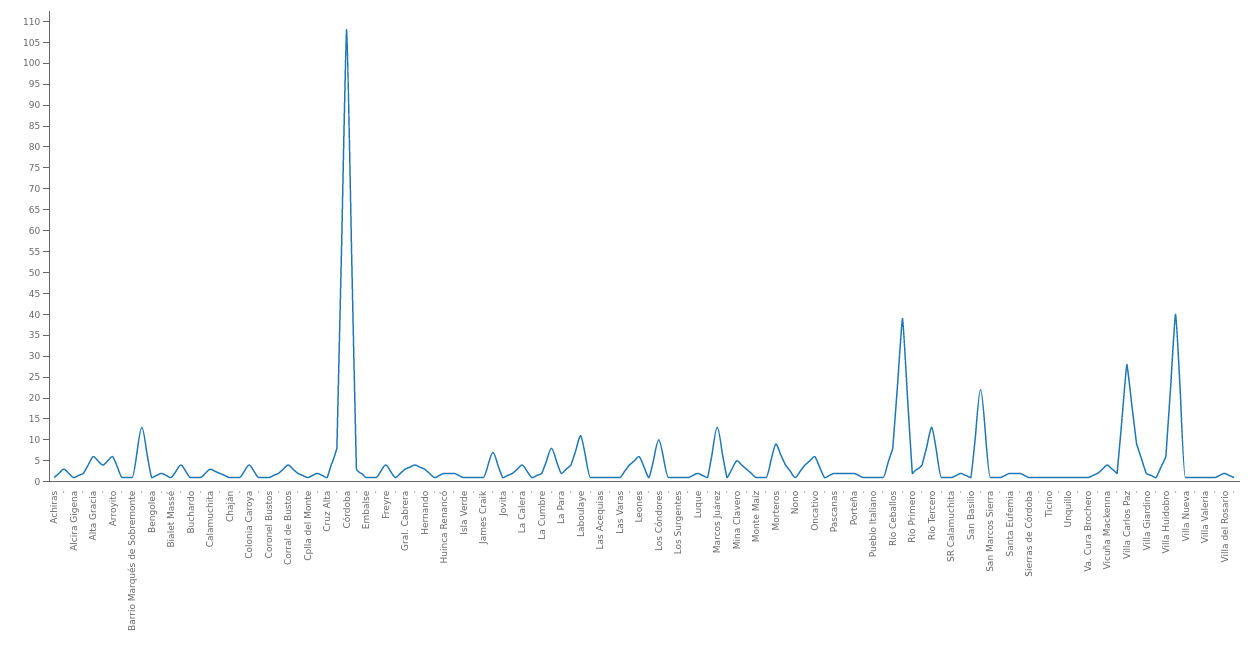 110
105
100
95
90
85
80
75
70
65
60
55
50
45
40
35
30
25
20
15
10
5
0
Achiras
Alcira Gigena
Alta Gracia
Arroyito
Barrio Marqués de Sobremonte
Bengolea
Bialet Massé
Buchardo
Calamuchita
Chaján
Colonia Caroya
Coronel Bustos
Corral de Bustos
Cplla del Monte
Cruz Alta
Córdoba
Embalse
Freyre
Gral. Cabrera
Hernando
Huinca Renancó
Isla Verde
James Craik
Jovita
La Calera
La Cumbre
La Para
Laboulaye
Las Acequias
Las Varas
Leones
Los Cóndores
Los Surgentes
Luque
Marcos Juárez
Mina Clavero
Monte Maíz
Morteros
Nono
Oncativo
Pascanas
Porteña
Pueblo Italiano
Río Ceballos
Río Primero
Río Tercero
SR Calamuchita
San Basilio
San Marcos Sierra
Santa Eufemia
Sierras de Córdoba
Ticino
Unquillo
Va. Cura Brochero
Vicuña Mackenna
Villa Carlos Paz
Villa Giardino
Villa Huidobro
Villa Nueva
Villa Valeria
Villa del Rosario